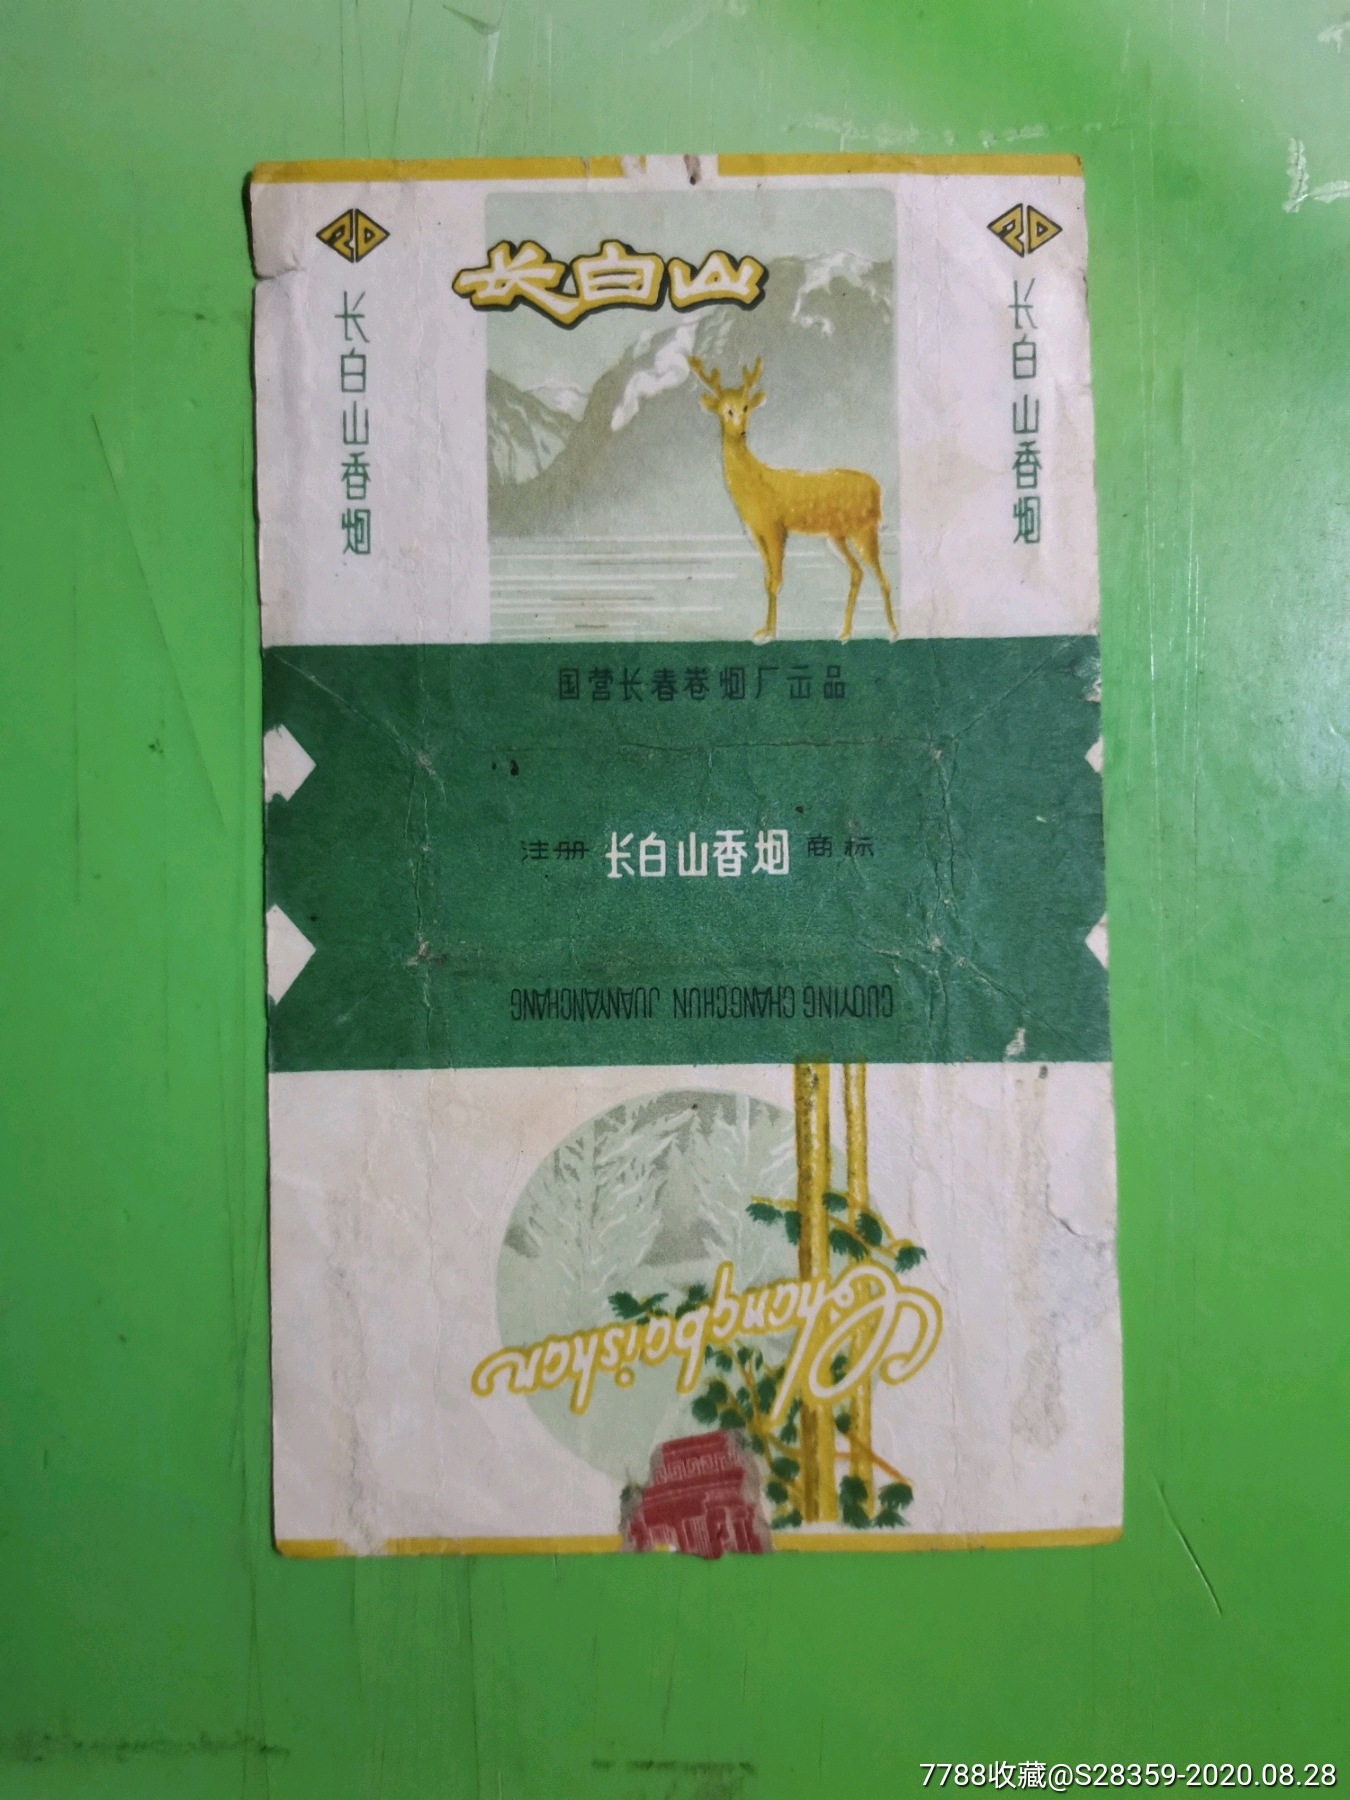 长白山
20
长白山香烟
20
长白山香烟
国营长春卷烟厂出品
注册 长白山香烟 商标
GUOYING CHANGCHUN JUANYANCHANG
Changbaishan
7788收藏@S28359-2020.08.28